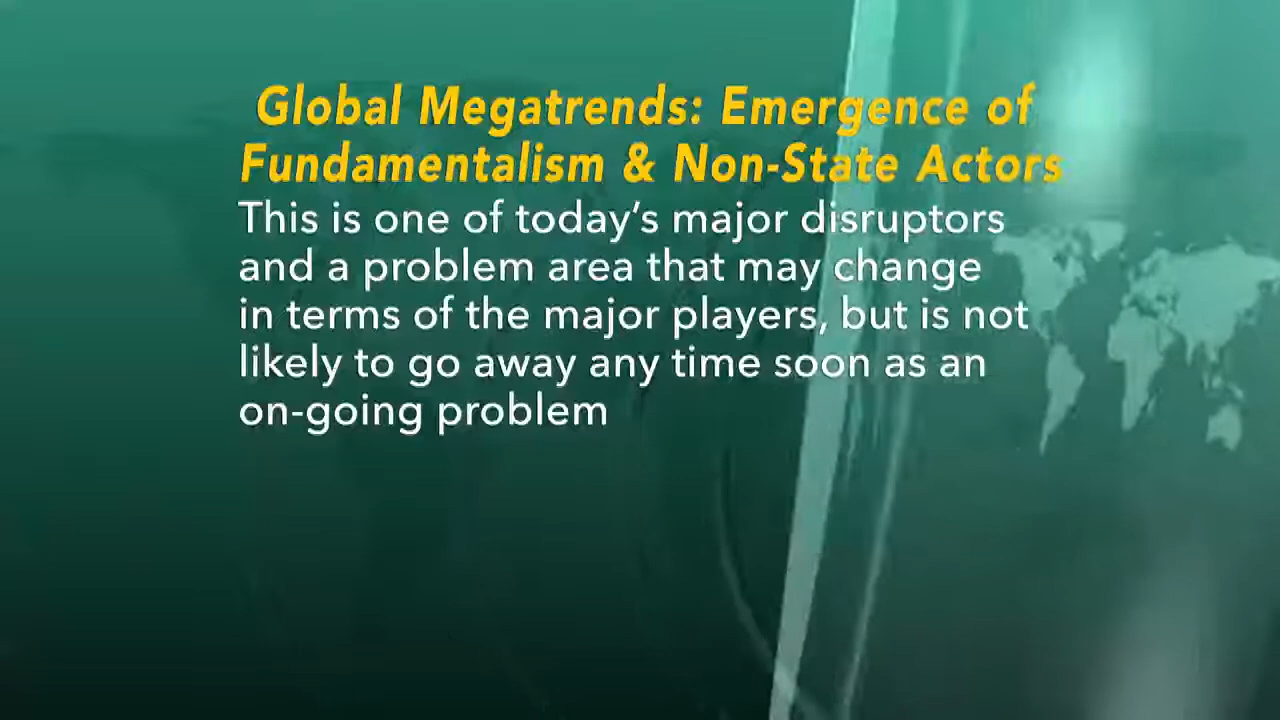 Global Megatrends: Emergence of
Fundamentalism & Non-State Actors
This is one of today’s major disruptors
and a problem area that may change
in terms of the major players, but is not
likely to go away any time soon as an
on-going problem